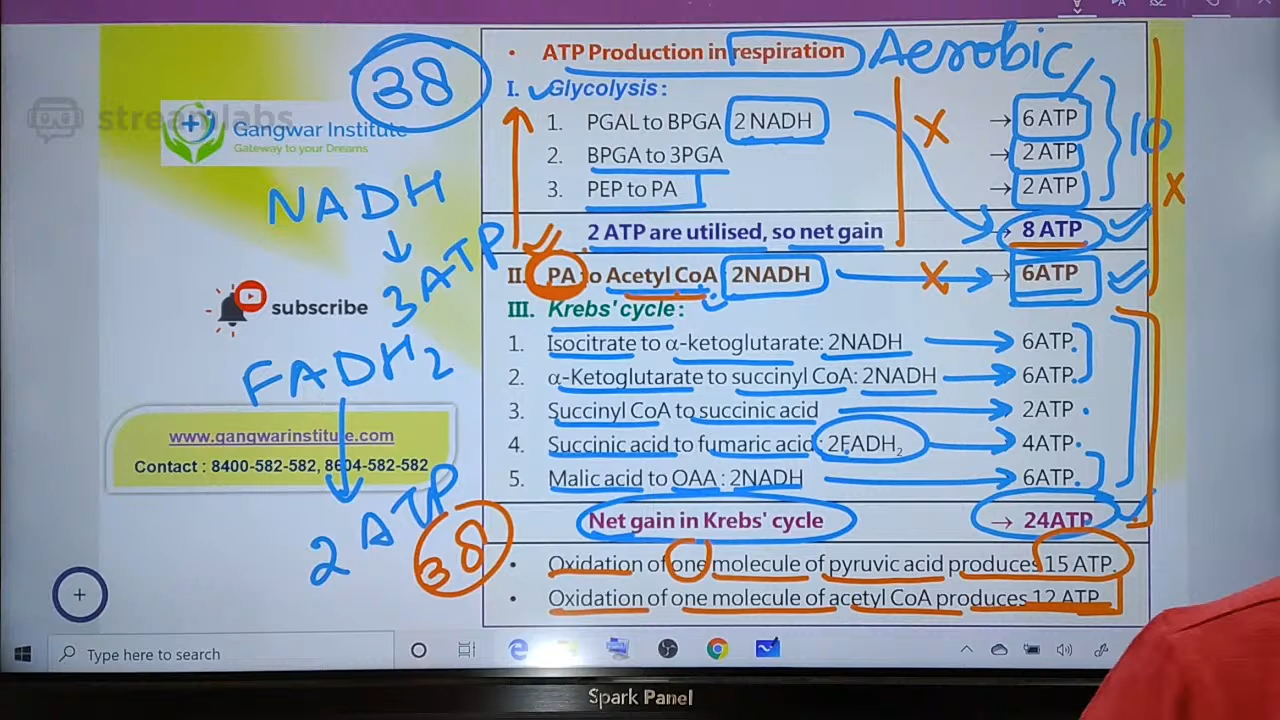 • ATP Production in respiration Aerobic
38
I. Glycolysis :
1. PGAL to BPGA 2 NADH → 6 ATP
2. BPGA to 3PGA → 2 ATP 10
3. PEP to PA → 2 ATP
2 ATP are utilised, so net gain → 8 ATP
II. PA to Acetyl CoA 2NADH → 6ATP
III. Krebs' cycle :
1. Isocitrate to α-ketoglutarate: 2NADH 6ATP.
2. α-Ketoglutarate to succinyl CoA: 2NADH 6ATP.
3. Succinyl CoA to succinic acid 2ATP
4. Succinic acid to fumaric acid : 2FADH₂ 4ATP
5. Malic acid to OAA : 2NADH 6ATP.
Net gain in Krebs' cycle → 24ATP
• Oxidation of one molecule of pyruvic acid produces 15 ATP.
• Oxidation of one molecule of acetyl CoA produces 12 ATP
streamlabs
Gangwar Institute
Gateway to your Dreams
NADH
↓
3 ATP
subscribe
FADH₂
↓
2 ATP
38
www.gangwarinstitute.com
Contact : 8400-582-582, 8604-582-582
Type here to search
Spark Panel